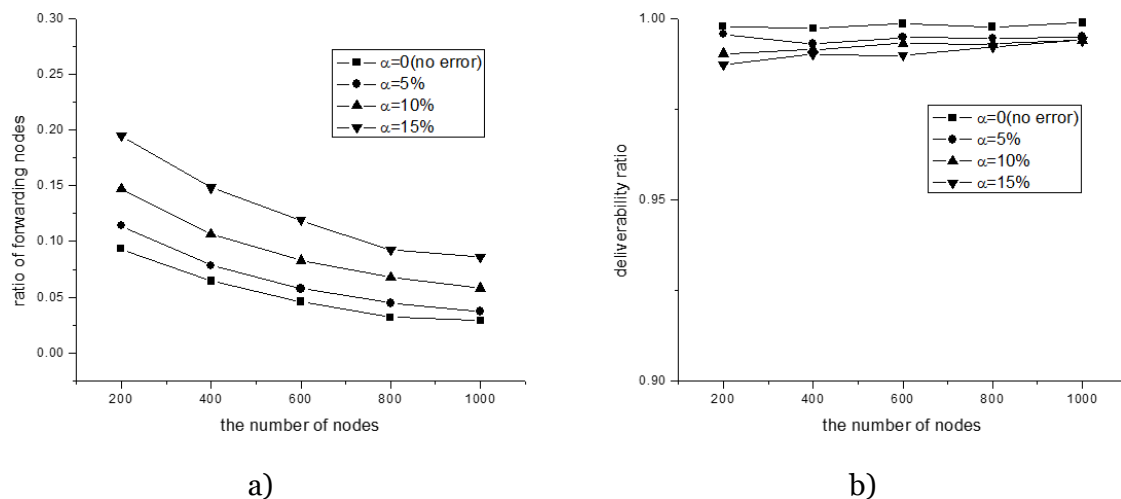 0.30
0.25
0.20
0.15
0.10
0.05
0.00
ratio of forwarding nodes
α=0(no error)
α=5%
α=10%
α=15%
200 400 600 800 1000
the number of nodes
a)
1.00
0.95
0.90
deliverability ratio
α=0(no error)
α=5%
α=10%
α=15%
200 400 600 800 1000
the number of nodes
b)